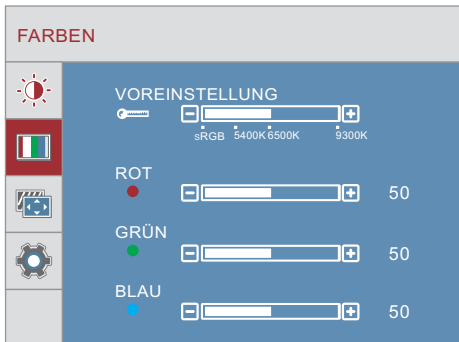 FARBEN
VOREINSTELLUNG
sRGB 5400K 6500K 9300K
ROT
50
GRÜN
50
BLAU
50